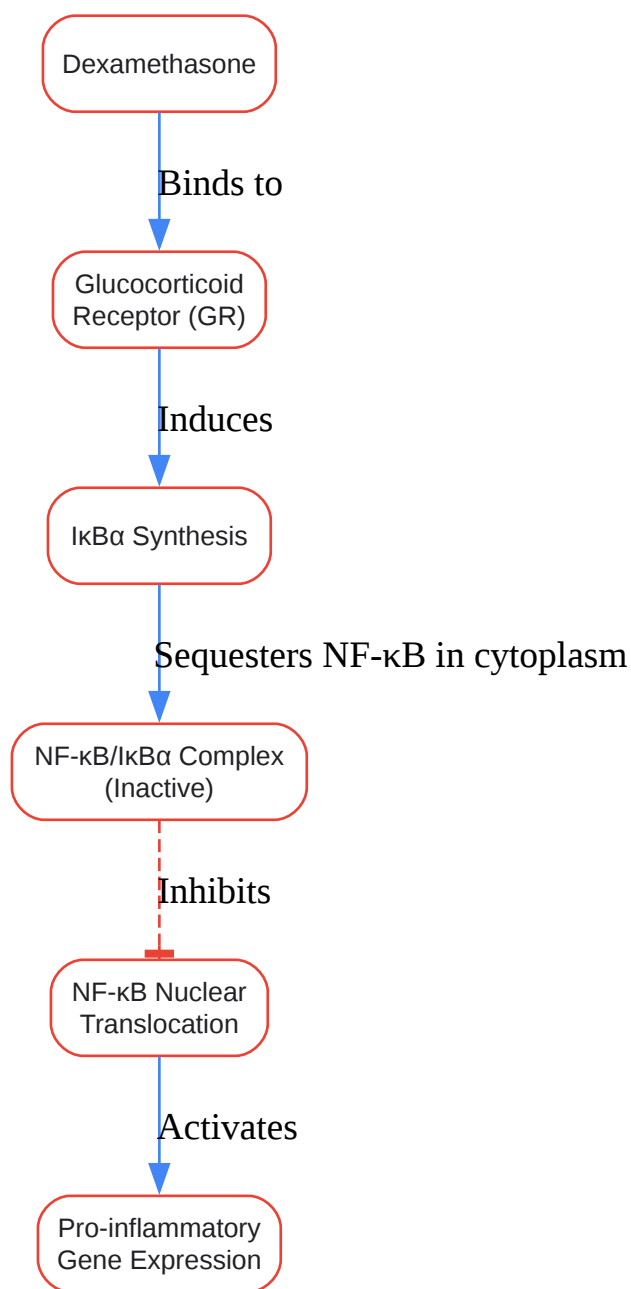 Dexamethasone
Binds to
Glucocorticoid
Receptor (GR)
Induces
IκBα Synthesis
Sequesters NF-κB in cytoplasm
NF-κB/IκBα Complex
(Inactive)
Inhibits
NF-κB Nuclear
Translocation
Activates
Pro-inflammatory
Gene Expression